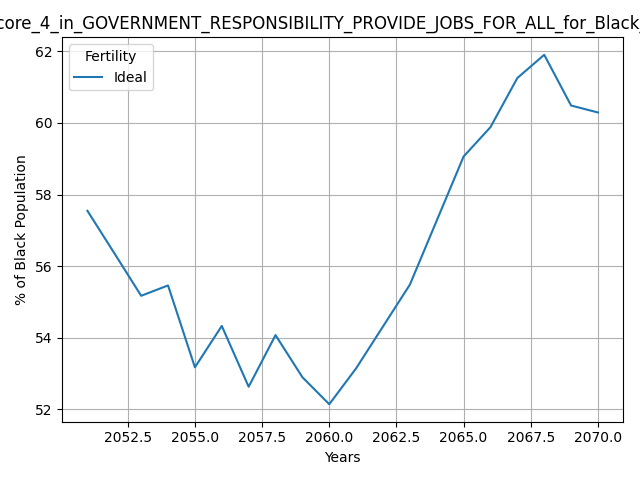 core_4_in_GOVERNMENT_RESPONSIBILITY_PROVIDE_JOBS_FOR_ALL_for_Black_
Fertility
Ideal
62
60
58
56
54
52
% of Black Population
2052.5 2055.0 2057.5 2060.0 2062.5 2065.0 2067.5 2070.0
Years